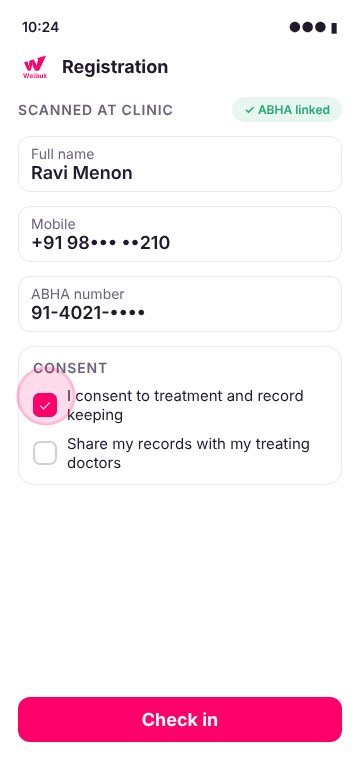 10:24
Welbuk
Registration
SCANNED AT CLINIC
✓ ABHA linked
Full name
Ravi Menon
Mobile
+91 98••• ••210
ABHA number
91-4021-••••
CONSENT
I consent to treatment and record
keeping
Share my records with my treating
doctors
Check in